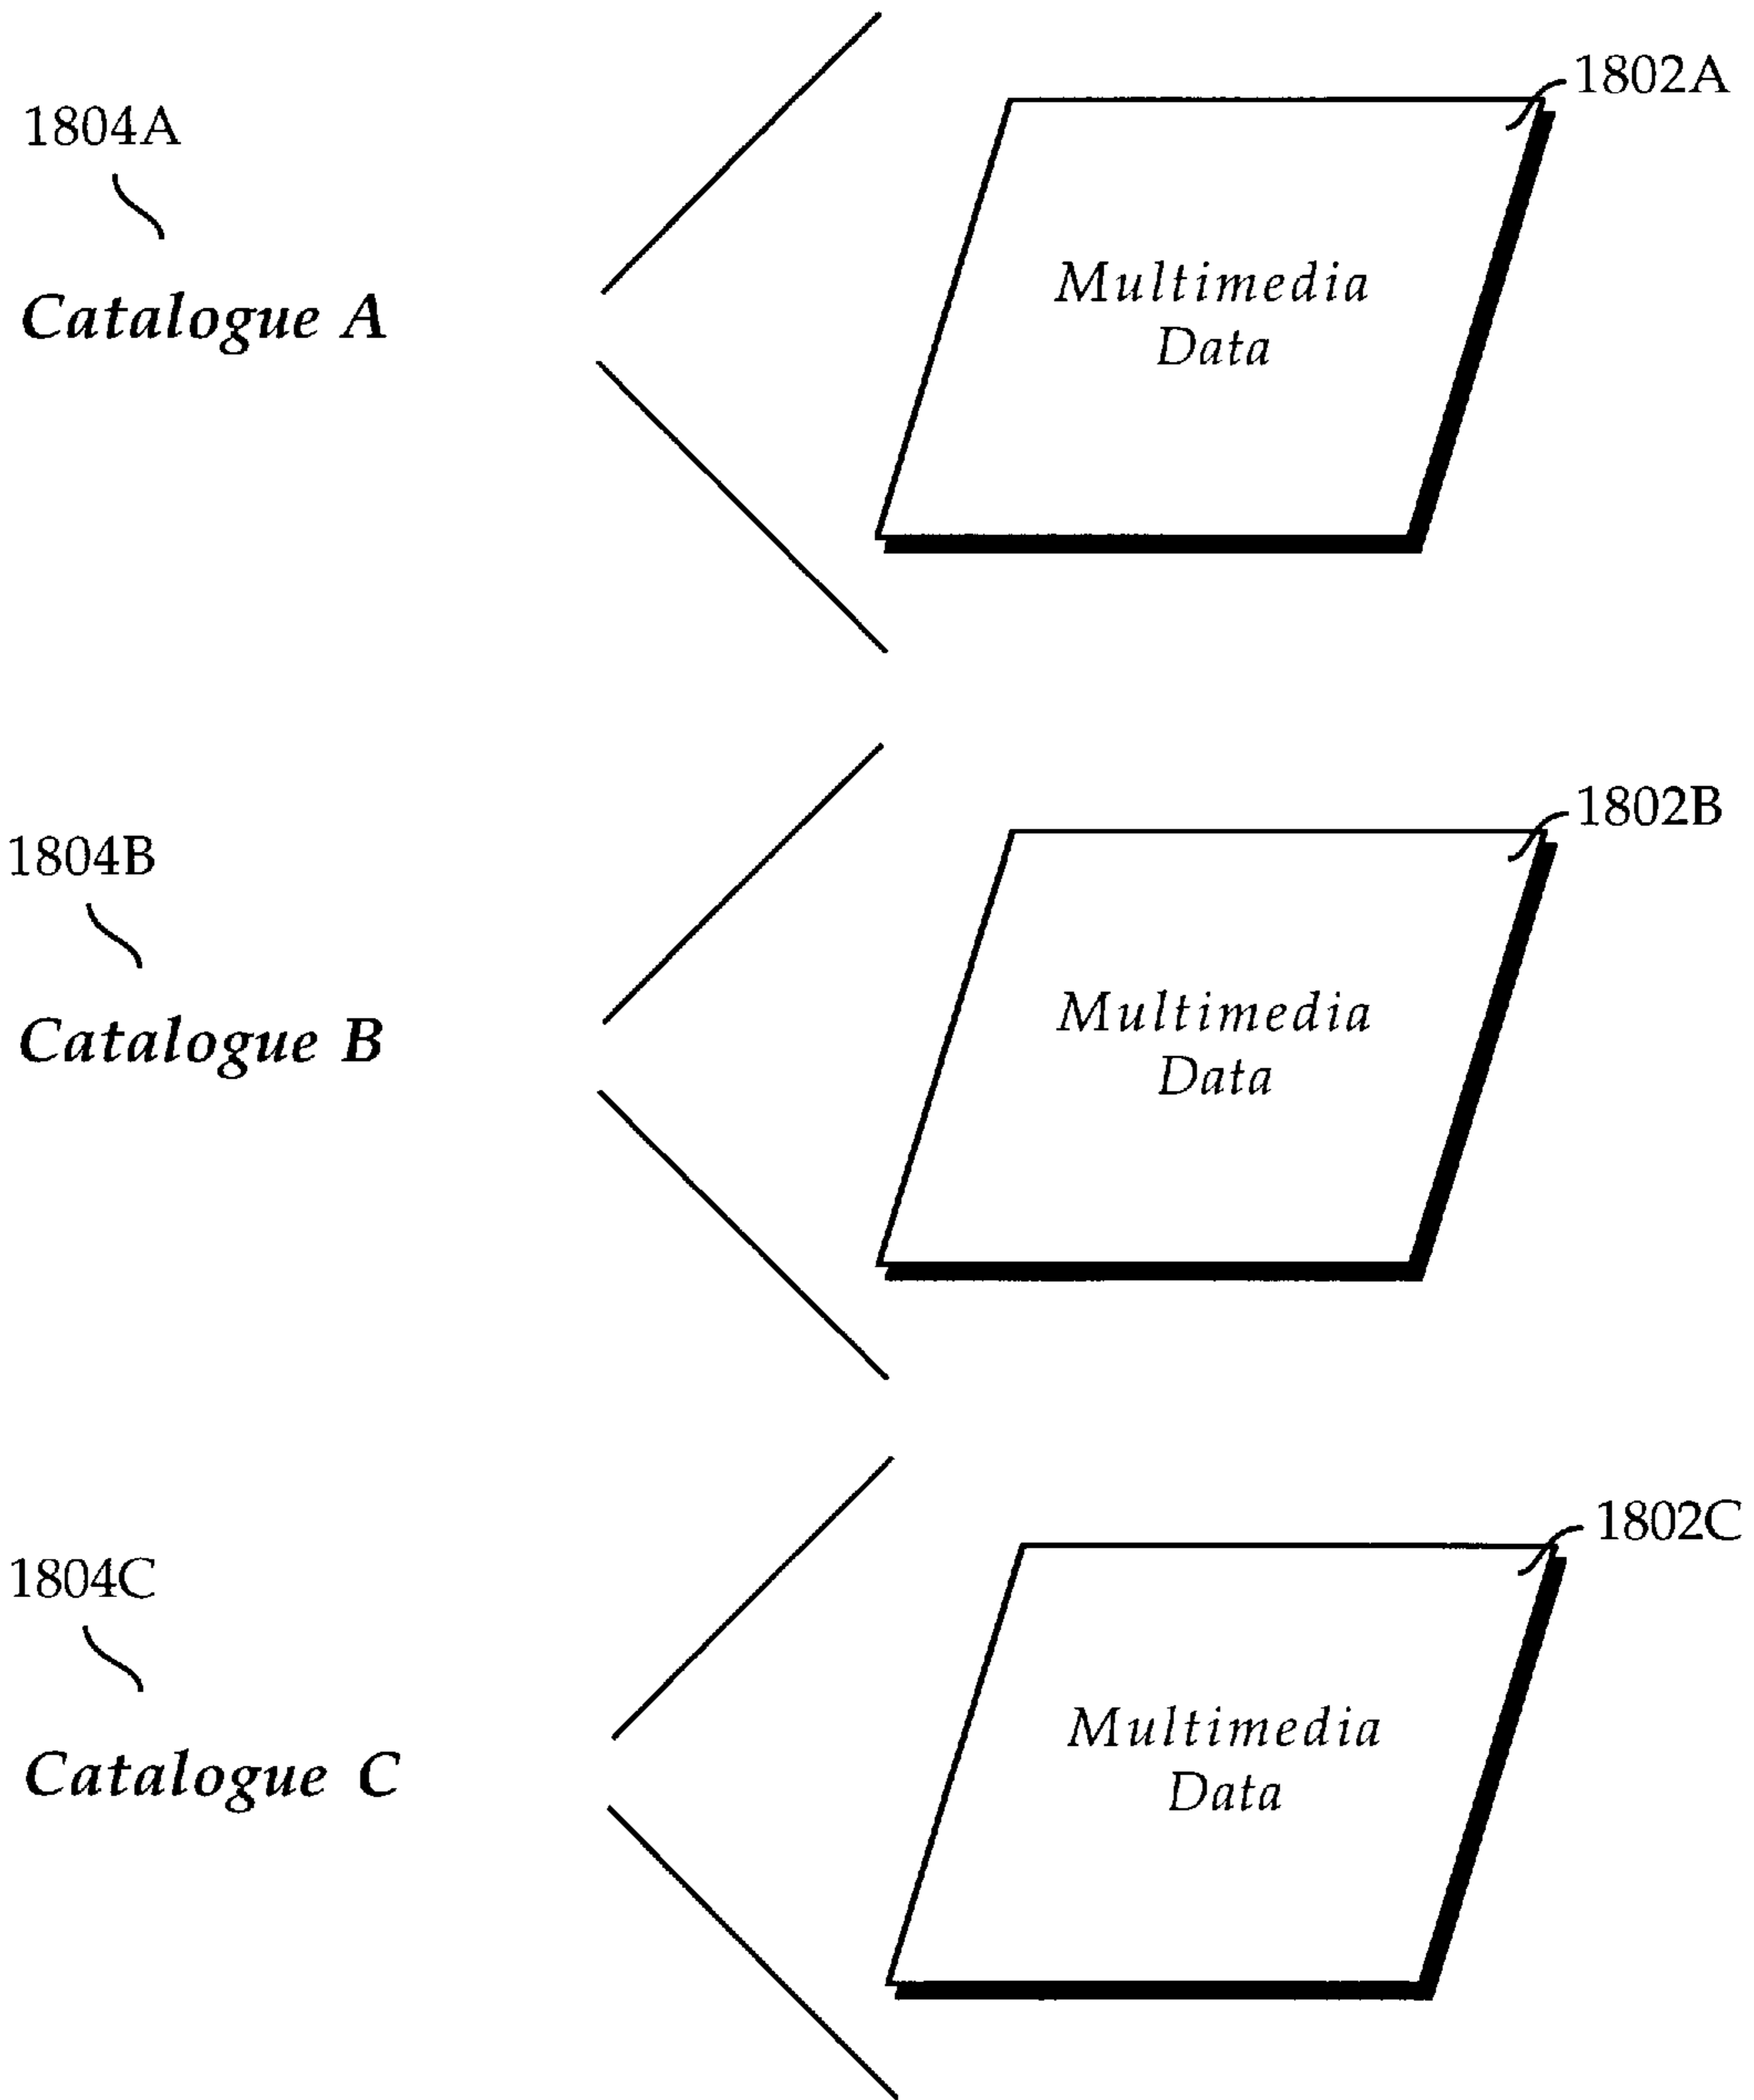 1802A
1804A
Multimedia
Data
Catalogue A
1802B
1804B
Multimedia
Data
Catalogue B
1802C
1804C
Multimedia
Data
Catalogue C